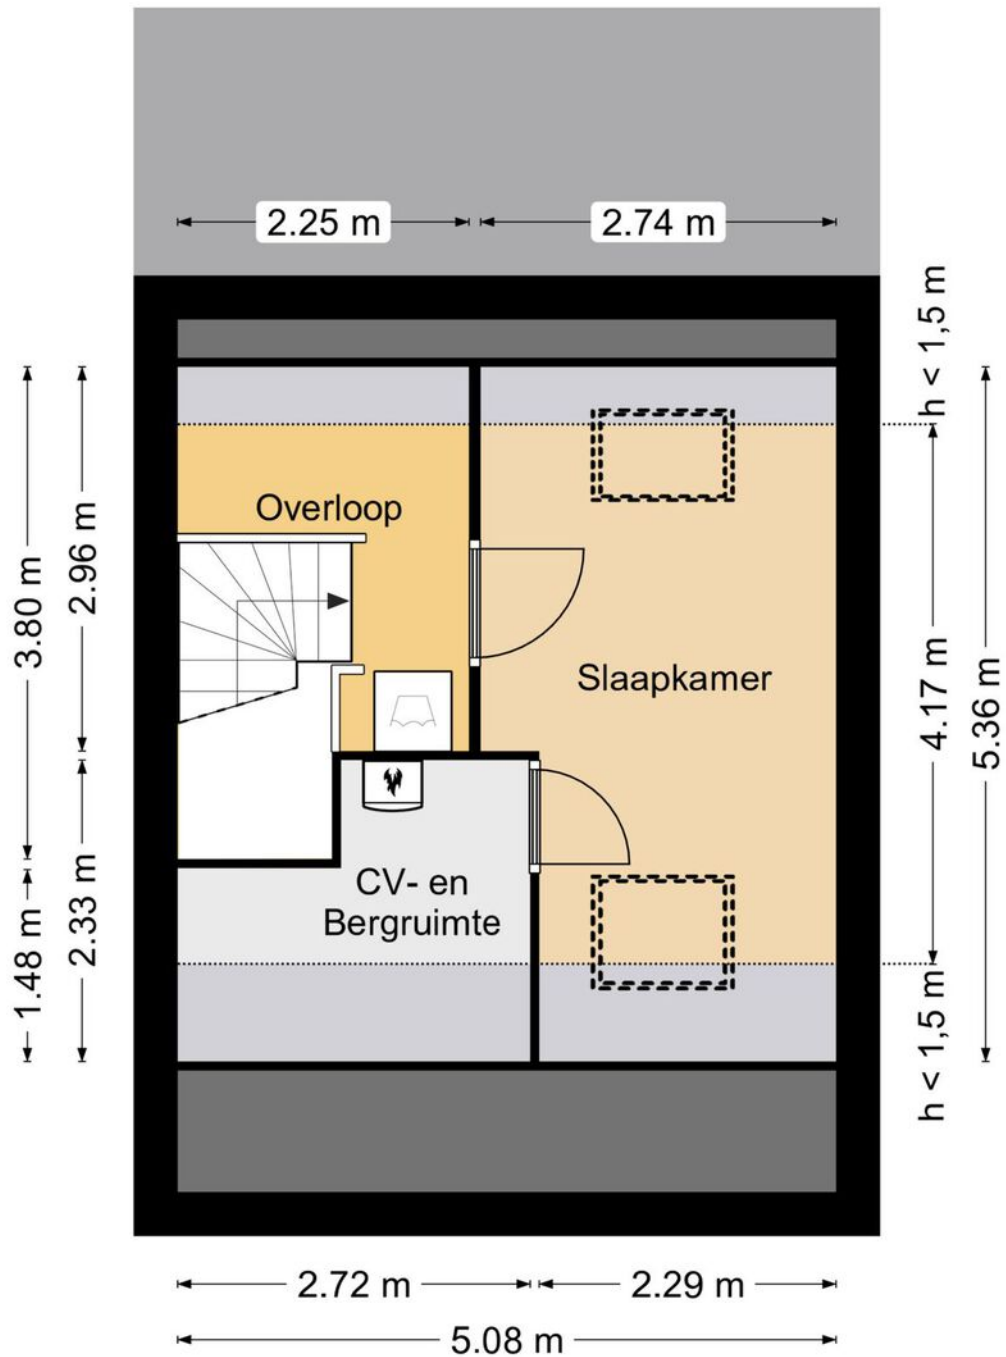 2.25 m
2.74 m
h < 1,5 m
Overloop
3.80 m
2.96 m
Slaapkamer
4.17 m
5.36 m
CV- en
Bergruimte
1.48 m
2.33 m
h < 1,5 m
2.72 m
2.29 m
5.08 m